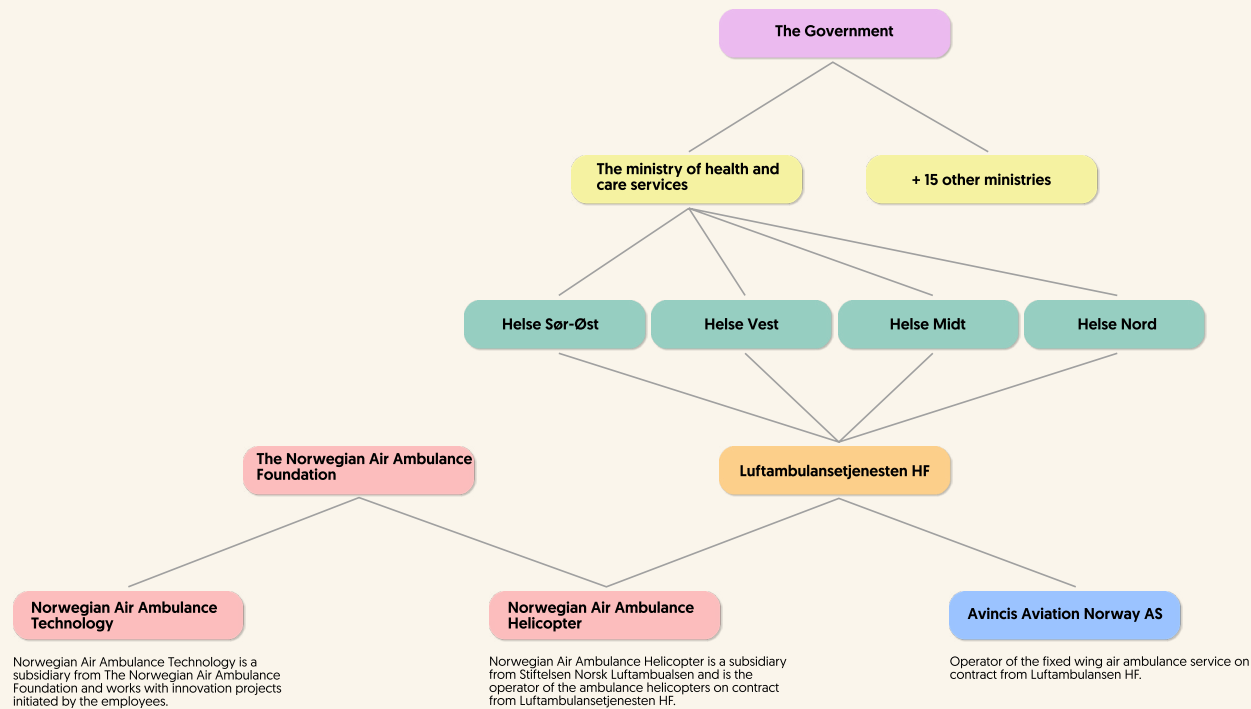 The Government
The ministry of health and
care services
+ 15 other ministries
Helse Sør-Øst
Helse Vest
Helse Midt
Helse Nord
The Norwegian Air Ambulance
Foundation
Luftambulansetjenesten HF
Norwegian Air Ambulance
Technology
Norwegian Air Ambulance
Helicopter
Avincis Aviation Norway AS
Norwegian Air Ambulance Technology is a
subsidiary from The Norwegian Air Ambulance
Foundation and works with innovation projects
initiated by the employees.
Norwegian Air Ambulance Helicopter is a subsidiary
from Stiftelsen Norsk Luftambualsen and is the
operator of the ambulance helicopters on contract
from Luftambulansetjenesten HF.
Operator of the fixed wing air ambulance service on
contract from Luftambulansen HF.